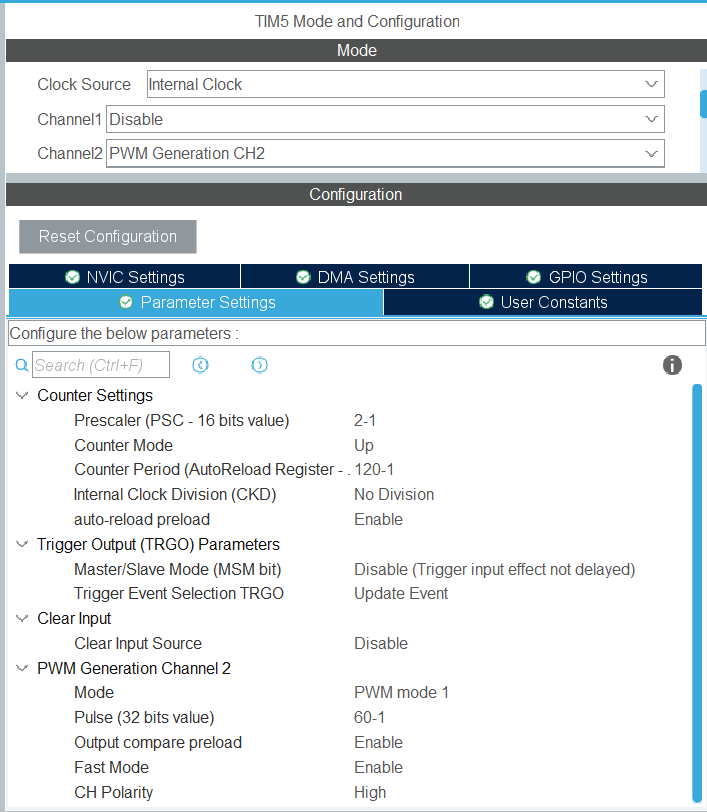 TIM5 Mode and Configuration
Mode
Clock Source Internal Clock
Channel1 Disable
Channel2 PWM Generation CH2
Configuration
Reset Configuration
NVIC Settings DMA Settings GPIO Settings
Parameter Settings User Constants
Configure the below parameters :
Search (Ctrl+F)
Counter Settings
Prescaler (PSC - 16 bits value) 2-1
Counter Mode Up
Counter Period (AutoReload Register - . 120-1
Internal Clock Division (CKD) No Division
auto-reload preload Enable
Trigger Output (TRGO) Parameters
Master/Slave Mode (MSM bit) Disable (Trigger input effect not delayed)
Trigger Event Selection TRGO Update Event
Clear Input
Clear Input Source Disable
PWM Generation Channel 2
Mode PWM mode 1
Pulse (32 bits value) 60-1
Output compare preload Enable
Fast Mode Enable
CH Polarity High